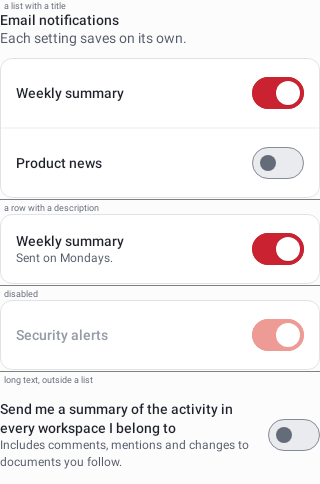 a list with a title
Email notifications
Each setting saves on its own.
Weekly summary
Product news
a row with a description
Weekly summary
Sent on Mondays.
disabled
Security alerts
long text, outside a list
Send me a summary of the activity in
every workspace I belong to
Includes comments, mentions and changes to
documents you follow.